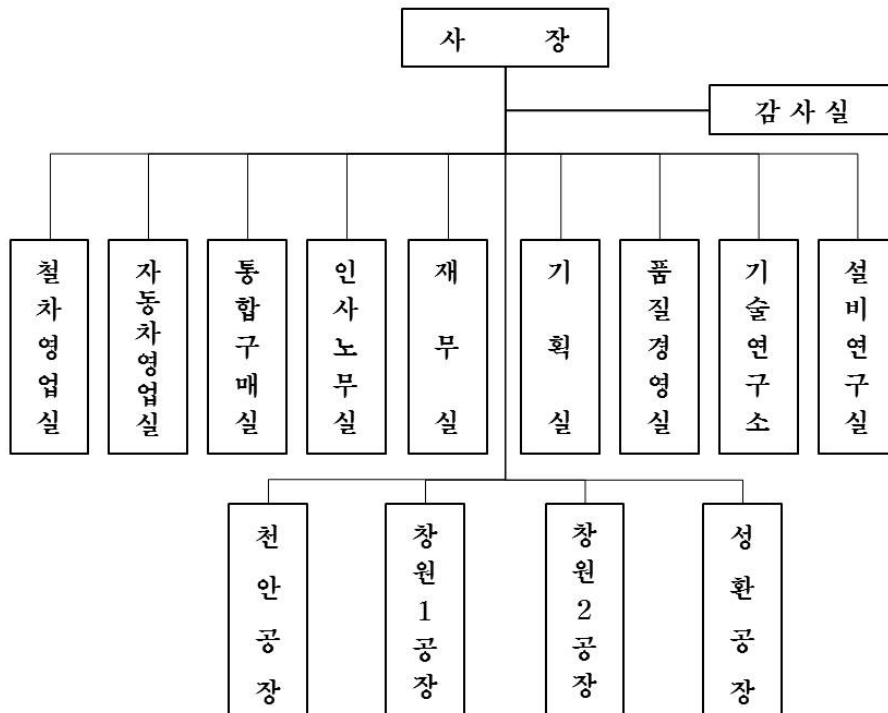 사 장
감 사 실
철차영업실
자동차영업실
통합구매실
인사노무실
재무실
기획실
품질경영실
기술연구소
설비연구실
천안공장
창원1공장
창원2공장
성환공장